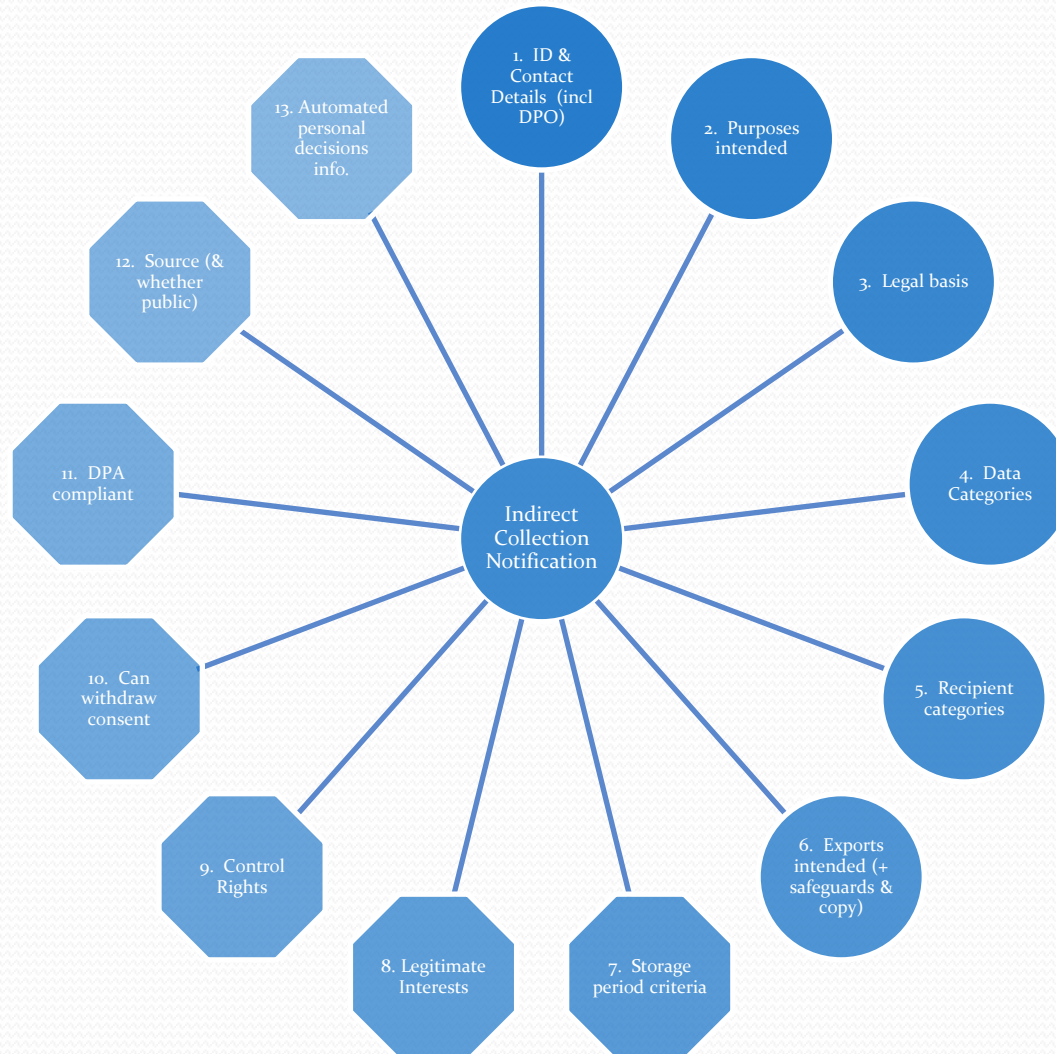 1. ID &
Contact
Details (incl
DPO)
2. Purposes
intended
3. Legal basis
4. Data
Categories
5. Recipient
categories
6. Exports
intended (+
safeguards &
copy)
7. Storage
period criteria
8. Legitimate
Interests
9. Control
Rights
10. Can
withdraw
consent
11. DPA
compliant
12. Source (&
whether
public)
13. Automated
personal
decisions
info.
Indirect
Collection
Notification